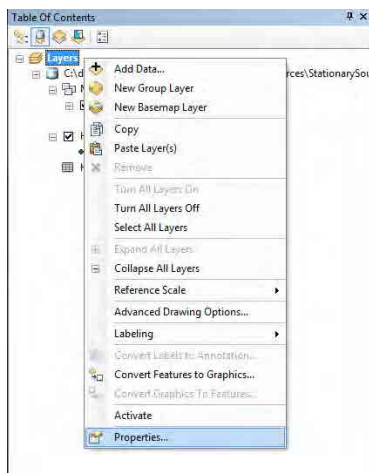 Table Of Contents
Layers
C:\d
rces\StationarySou
Add Data...
New Group Layer
New Basemap Layer
Copy
Paste Layer(s)
Remove
Turn All Layers On
Turn All Layers Off
Select All Layers
Expand All Layers
Collapse All Layers
Reference Scale
Advanced Drawing Options...
Labeling
Convert Labels to Annotation...
Convert Features to Graphics...
Convert Graphics To Features...
Activate
Properties...